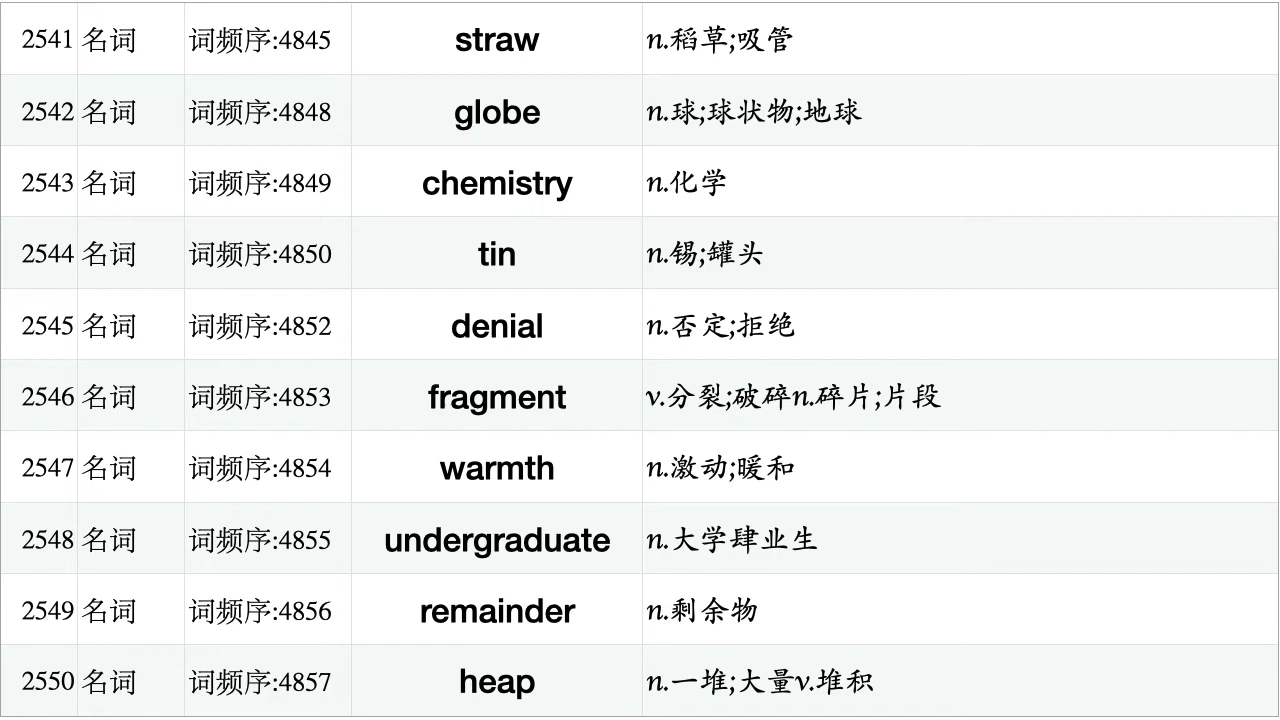 2541 名词 词频序:4845 straw n.稻草;吸管
2542 名词 词频序:4848 globe n.球;球状物;地球
2543 名词 词频序:4849 chemistry n.化学
2544 名词 词频序:4850 tin n.锡;罐头
2545 名词 词频序:4852 denial n.否定;拒绝
2546 名词 词频序:4853 fragment v.分裂;破碎n.碎片;片段
2547 名词 词频序:4854 warmth n.激动;暖和
2548 名词 词频序:4855 undergraduate n.大学肆业生
2549 名词 词频序:4856 remainder n.剩余物
2550 名词 词频序:4857 heap n.一堆;大量v.堆积